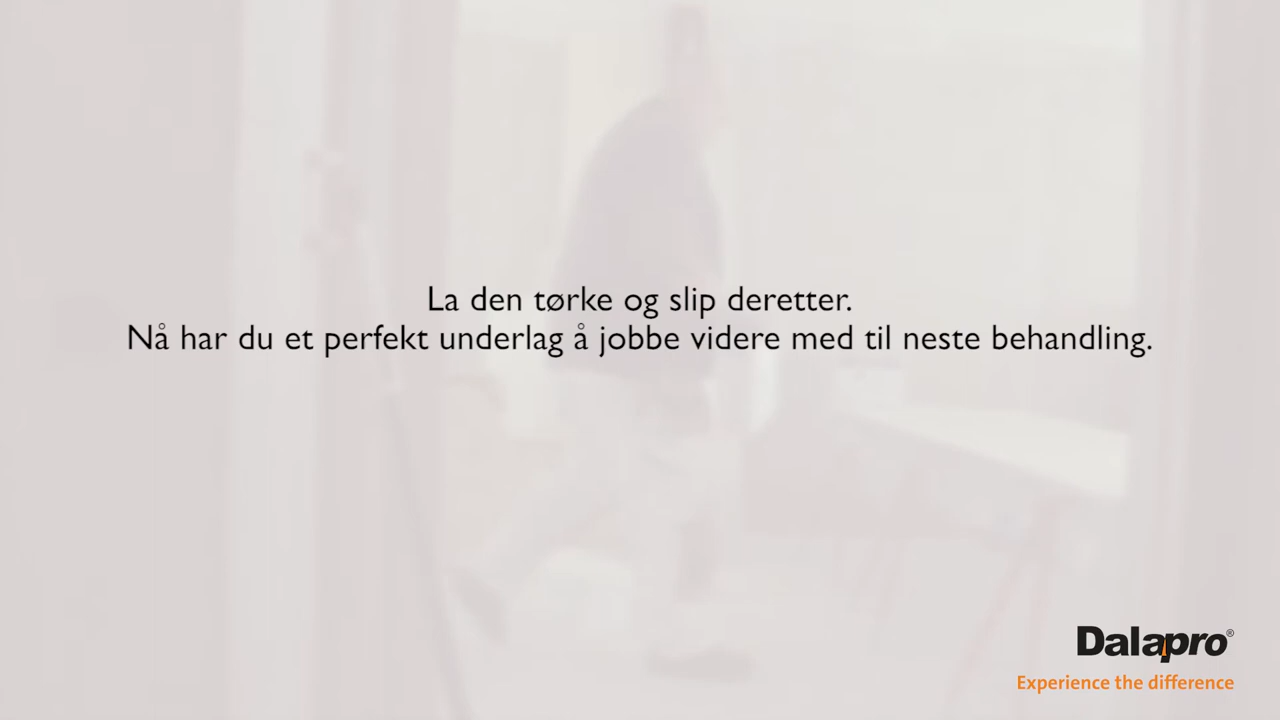 La den tørke og slip deretter.
Nå har du et perfekt underlag å jobbe videre med til neste behandling.
Dalapro®
Experience the difference